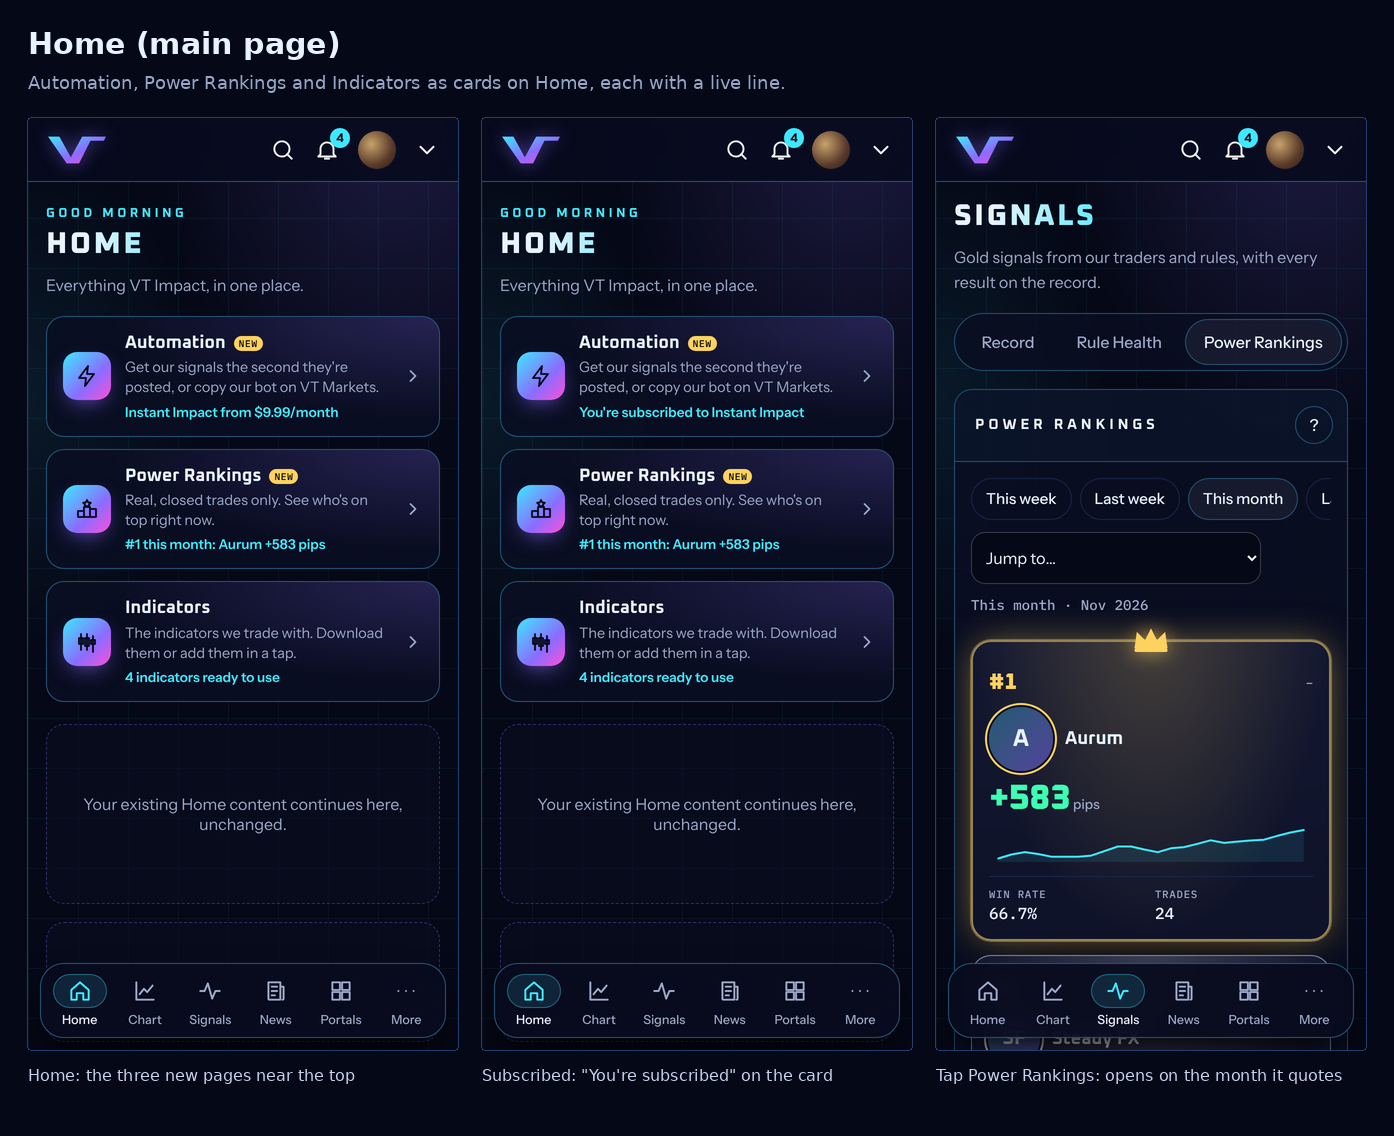 Home (main page)
Automation, Power Rankings and Indicators as cards on Home, each with a live line.
4
GOOD MORNING
HOME
Everything VT Impact, in one place.
Automation NEW
Get our signals the second they're
posted, or copy our bot on VT Markets.
Instant Impact from $9.99/month
Power Rankings NEW
Real, closed trades only. See who's on
top right now.
#1 this month: Aurum +583 pips
Indicators
The indicators we trade with. Download
them or add them in a tap.
4 indicators ready to use
Your existing Home content continues here,
unchanged.
Home Chart Signals News Portals More
Home: the three new pages near the top
4
GOOD MORNING
HOME
Everything VT Impact, in one place.
Automation NEW
Get our signals the second they're
posted, or copy our bot on VT Markets.
You're subscribed to Instant Impact
Power Rankings NEW
Real, closed trades only. See who's on
top right now.
#1 this month: Aurum +583 pips
Indicators
The indicators we trade with. Download
them or add them in a tap.
4 indicators ready to use
Your existing Home content continues here,
unchanged.
Home Chart Signals News Portals More
Subscribed: "You're subscribed" on the card
4
SIGNALS
Gold signals from our traders and rules, with every
result on the record.
Record Rule Health Power Rankings
POWER RANKINGS ?
This week Last week This month
Jump to...
This month · Nov 2026
#1 –
A Aurum
+583 pips
WIN RATE TRADES
66.7% 24
Steady FX
Home Chart Signals News Portals More
Tap Power Rankings: opens on the month it quotes